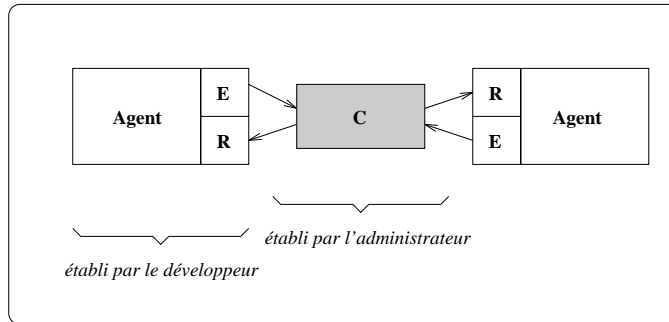 E
R
Agent
R
E
C
Agent
établi par l'administrateur
établi par le développeur